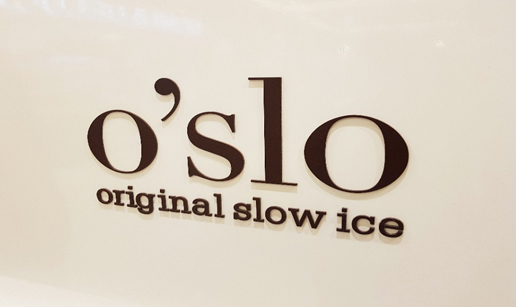 o’slo
original slow ice